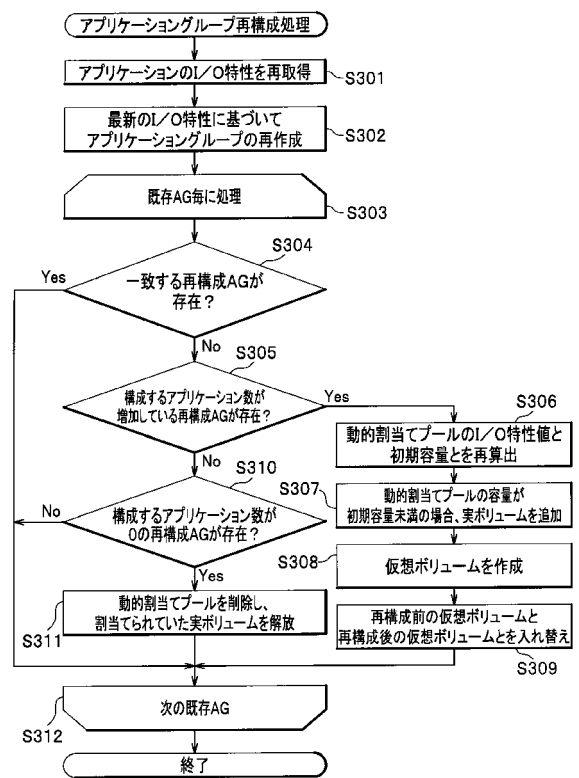 アプリケーショングループ再構成処理
アプリケーションのI/O特性を再取得
S301
最新のI/O特性に基づいて
アプリケーショングループの再作成
S302
既存AG毎に処理
S303
S304
一致する再構成AGが
存在?
Yes
No
S305
構成するアプリケーション数が
増加している再構成AGが存在?
Yes
No
S306
動的割当てプールのI/O特性値と
初期容量とを再算出
S307
動的割当てプールの容量が
初期容量未満の場合、実ボリュームを追加
S308
仮想ボリュームを作成
再構成前の仮想ボリュームと
再構成後の仮想ボリュームとを入れ替え
S309
S310
構成するアプリケーション数が
0の再構成AGが存在?
No
Yes
動的割当てプールを削除し、
割当てられていた実ボリュームを解放
S311
次の既存AG
S312
終了